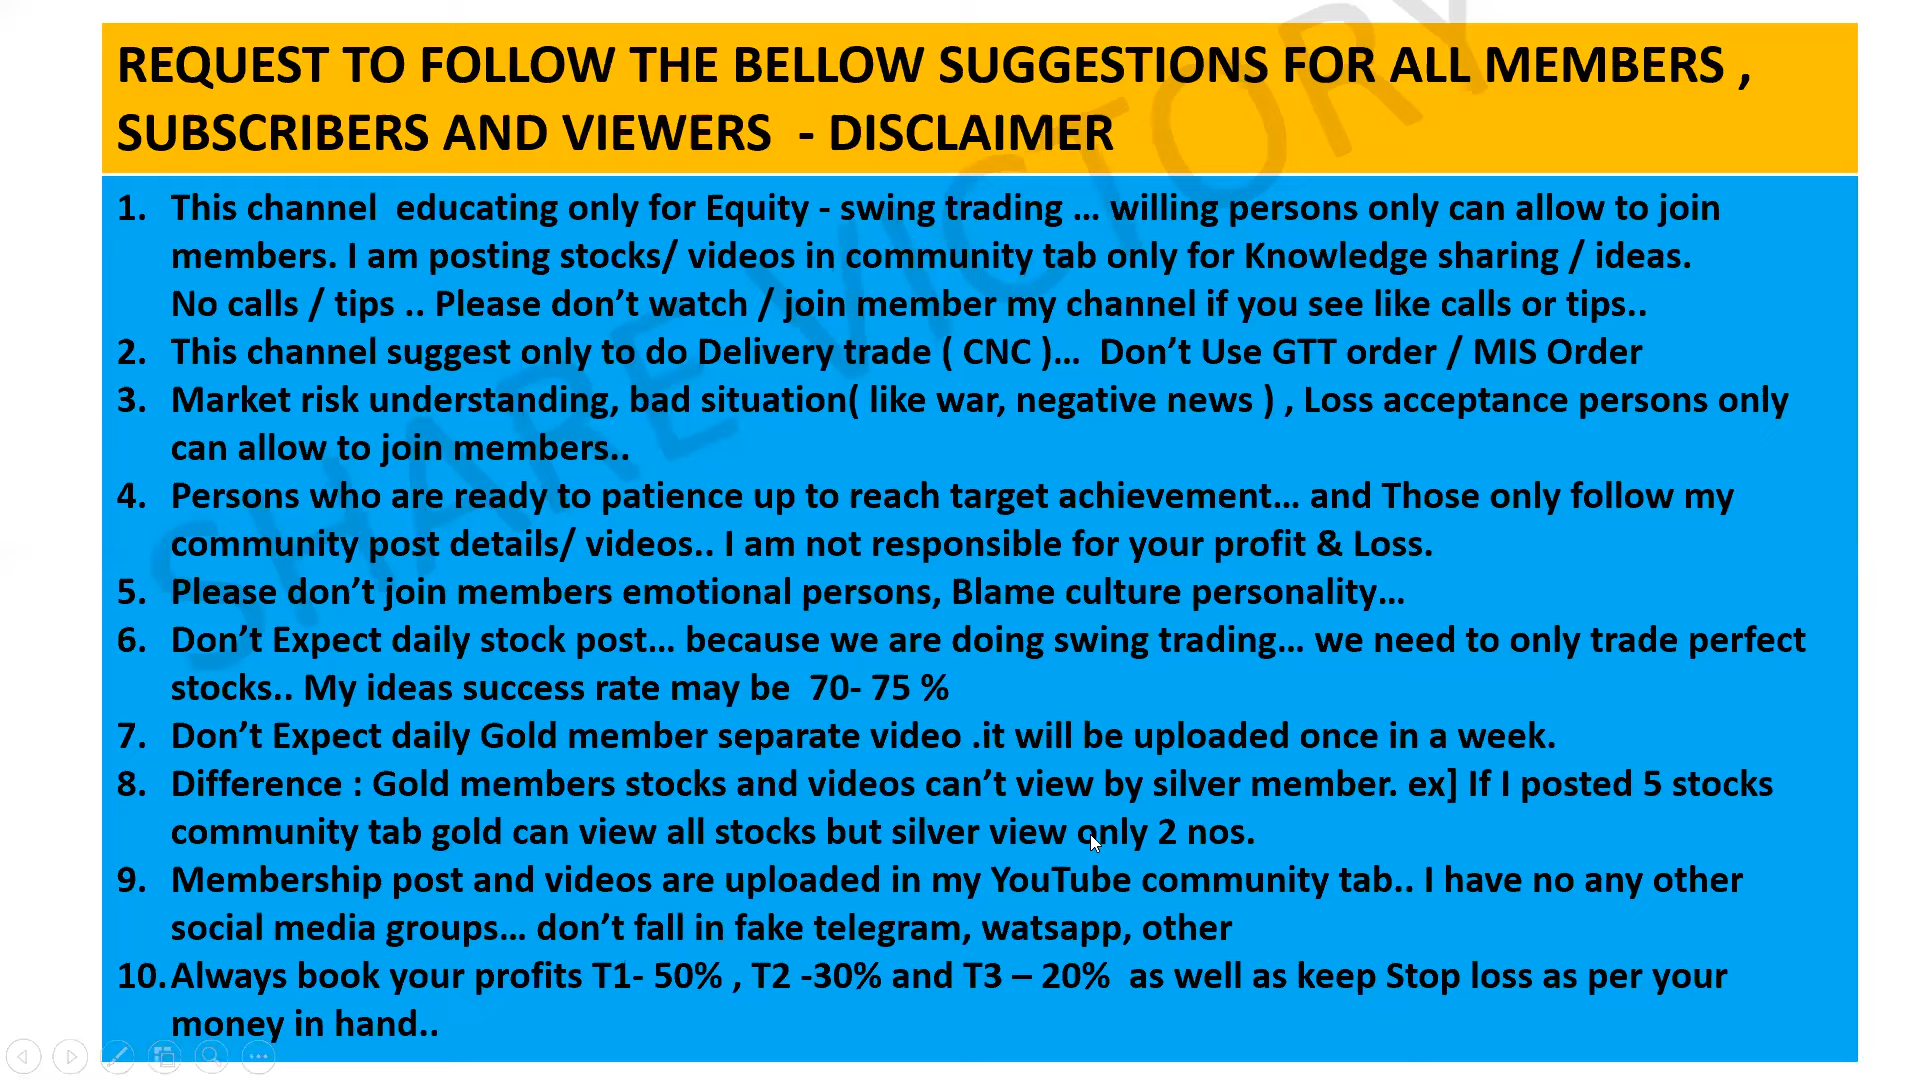 REQUEST TO FOLLOW THE BELLOW SUGGESTIONS FOR ALL MEMBERS ,
SUBSCRIBERS AND VIEWERS - DISCLAIMER
1. This channel educating only for Equity - swing trading ... willing persons only can allow to join
members. I am posting stocks/ videos in community tab only for Knowledge sharing / ideas.
No calls / tips .. Please don't watch / join member my channel if you see like calls or tips..
2. This channel suggest only to do Delivery trade ( CNC )... Don't Use GTT order / MIS Order
3. Market risk understanding, bad situation( like war, negative news ) , Loss acceptance persons only
can allow to join members..
4. Persons who are ready to patience up to reach target achievement... and Those only follow my
community post details/ videos.. I am not responsible for your profit & Loss.
5. Please don't join members emotional persons, Blame culture personality...
6. Don't Expect daily stock post... because we are doing swing trading... we need to only trade perfect
stocks.. My ideas success rate may be 70- 75 %
7. Don't Expect daily Gold member separate video .it will be uploaded once in a week.
8. Difference : Gold members stocks and videos can't view by silver member. ex] If I posted 5 stocks
community tab gold can view all stocks but silver view only 2 nos.
9. Membership post and videos are uploaded in my YouTube community tab.. I have no any other
social media groups... don't fall in fake telegram, watsapp, other
10. Always book your profits T1- 50% , T2 -30% and T3 – 20% as well as keep Stop loss as per your
money in hand..
SHARE VICTORY